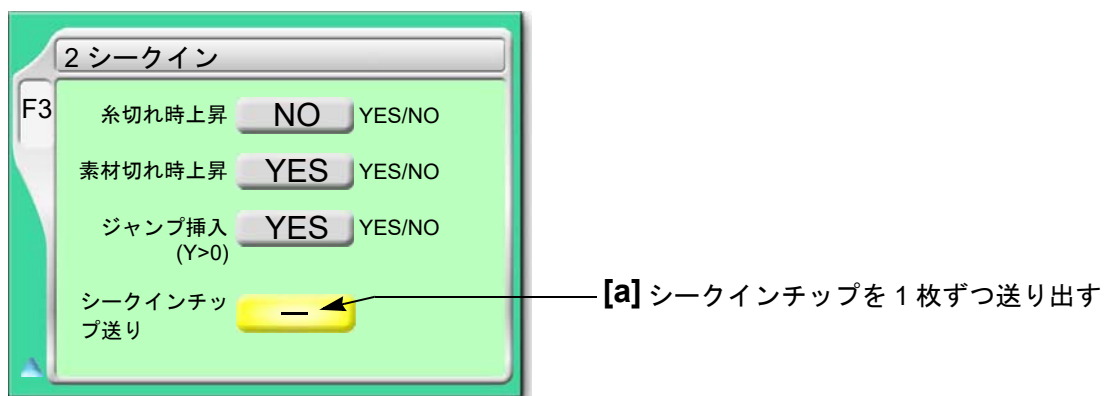 2 シークイン
F3
糸切れ時上昇 NO YES/NO
素材切れ時上昇 YES YES/NO
ジャンプ挿入 YES YES/NO
(Y>0)
シークインチッ
プ送り
—
[a] シークインチップを 1 枚ずつ送り出す